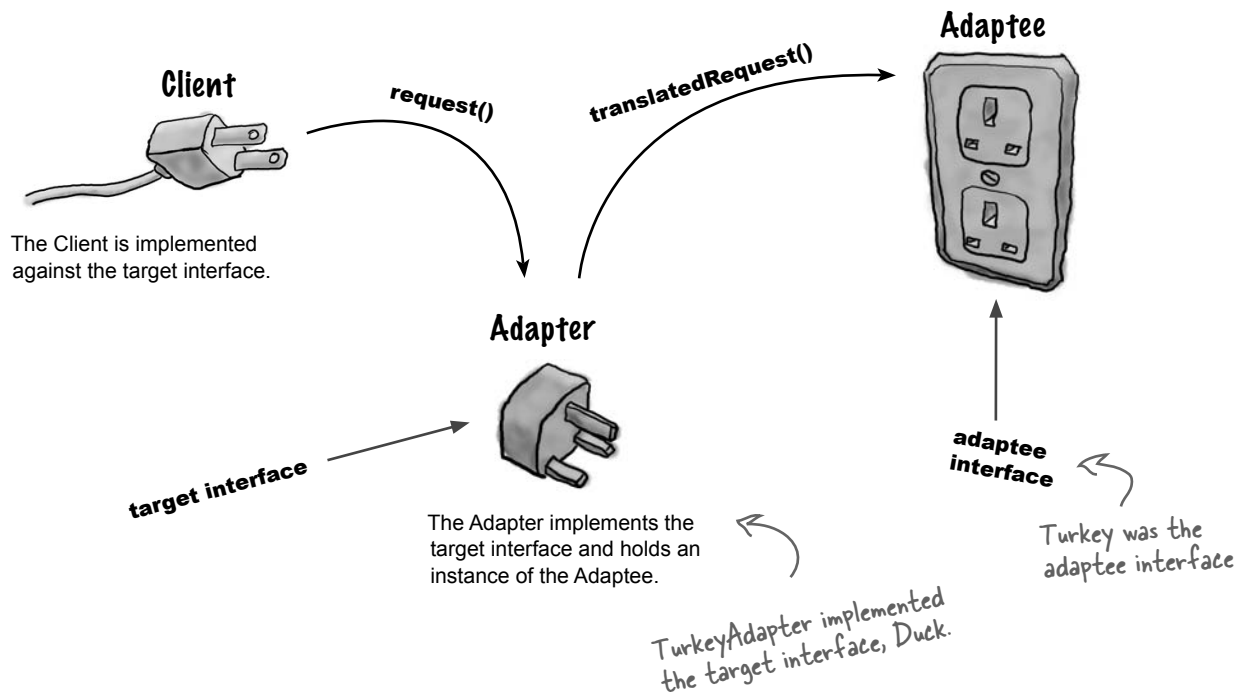 Client
request()
translatedRequest()
Adaptee
The Client is implemented
against the target interface.
Adapter
target interface
The Adapter implements the
target interface and holds an
instance of the Adaptee.
TurkeyAdapter implemented
the target interface, Duck.
adaptee
interface
Turkey was the
adaptee interface